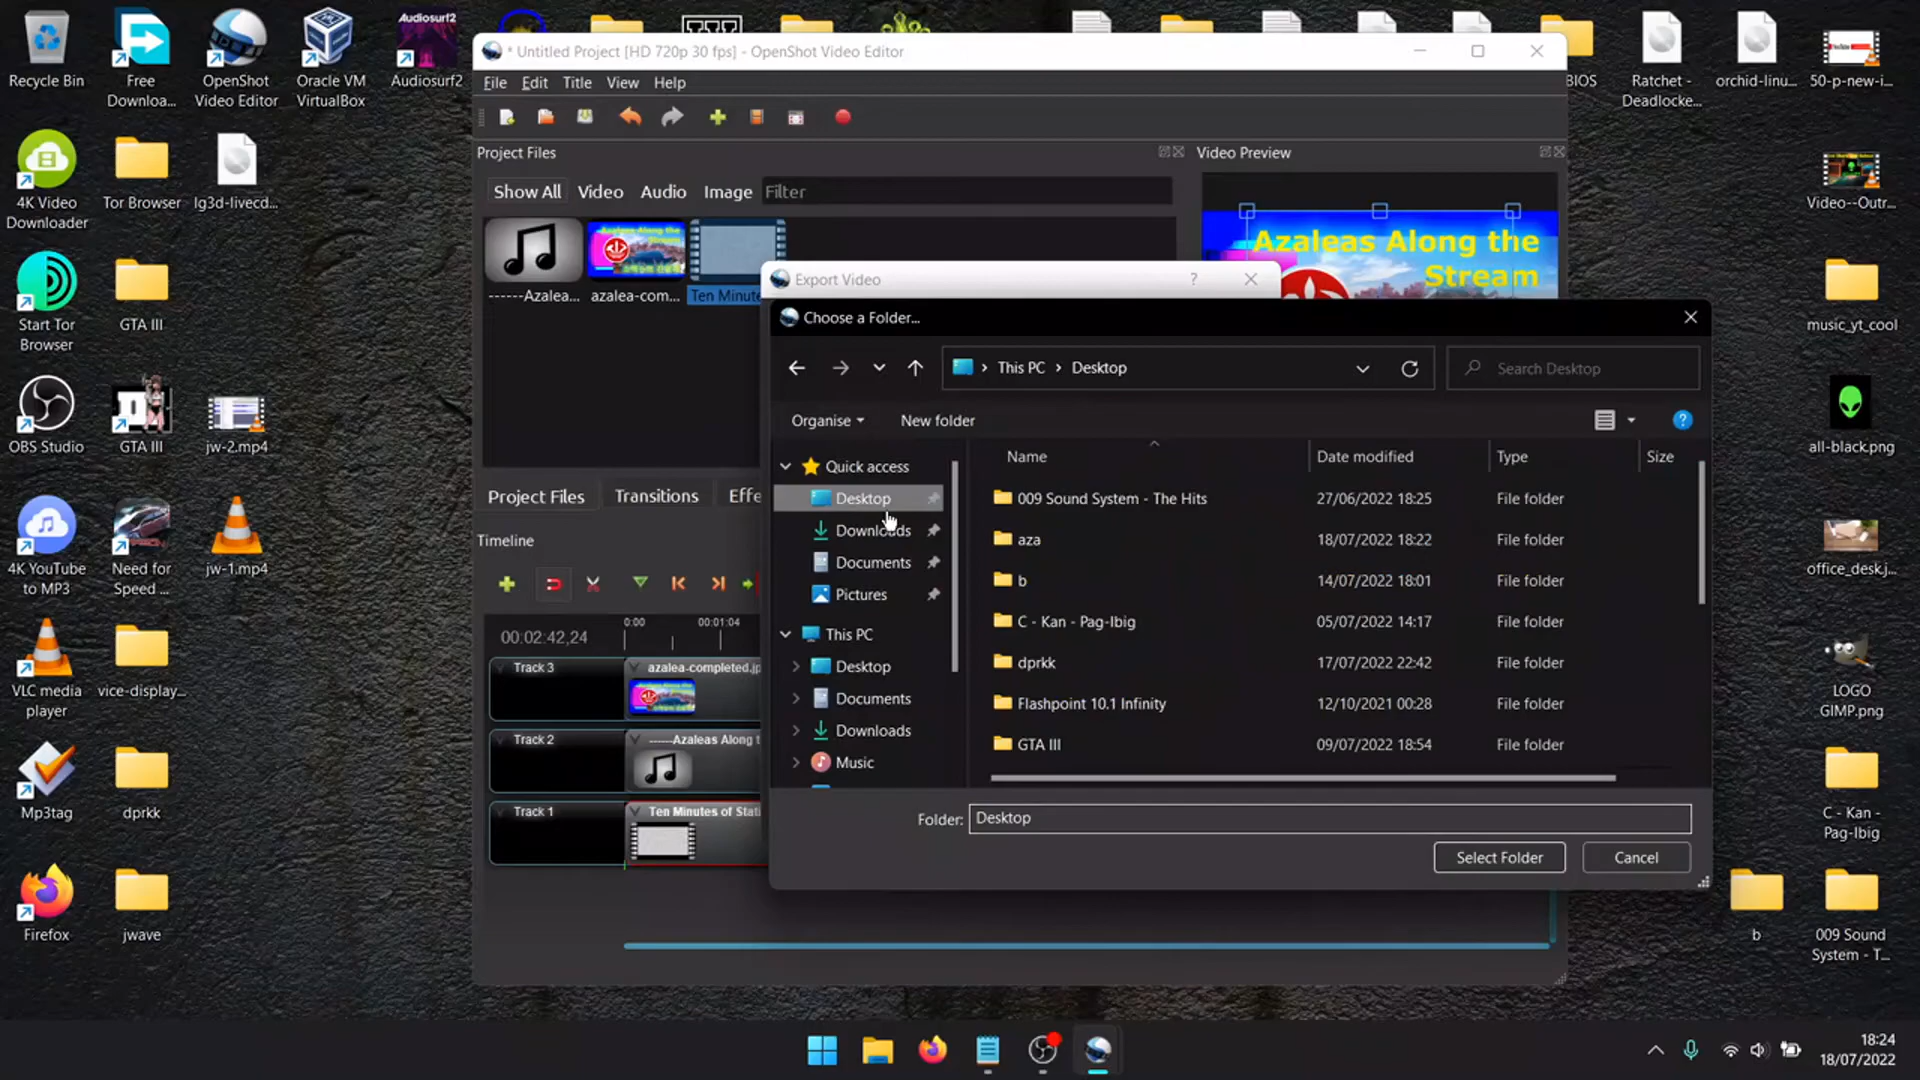 Recycle Bin
Free
Downloa...
OpenShot
Video Editor
Oracle VM
VirtualBox
Audiosurf2
Audiosurf2
4K Video
Downloader
Tor Browser
lg3d-livecd...
Start Tor
Browser
GTA III
OBS Studio
GTA III
jw-2.mp4
4K YouTube
to MP3
Need for
Speed ...
jw-1.mp4
VLC media
player
vice-display...
Mp3tag
dprkk
Firefox
jwave
* Untitled Project [HD 720p 30 fps] - OpenShot Video Editor
File Edit Title View Help
Project Files
Video Preview
Show All Video Audio Image Filter
------Azalea...
azalea-com...
Ten Minute
Azaleas Along the
Stream
Project Files Transitions Effe
Timeline
00:02:42,24
0:00
00:01:04
Track 3
azalea-completed.jp
Track 2
------Azaleas Along t
Track 1
Ten Minutes of Stati
Export Video
?
Choose a Folder...
This PC > Desktop
Search Desktop
Organise
New folder
?
Quick access
Desktop
Downloads
Documents
Pictures
This PC
Desktop
Documents
Downloads
Music
Name Date modified Type Size
009 Sound System - The Hits 27/06/2022 18:25 File folder
aza 18/07/2022 18:22 File folder
b 14/07/2022 18:01 File folder
C - Kan - Pag-Ibig 05/07/2022 14:17 File folder
dprkk 17/07/2022 22:42 File folder
Flashpoint 10.1 Infinity 12/10/2021 00:28 File folder
GTA III 09/07/2022 18:54 File folder
Folder: Desktop
Select Folder Cancel
BIOS
Ratchet -
Deadlocke...
orchid-linu...
50-p-new-i...
Video--Outr...
music_yt_cool
all-black.png
office_desk.j...
LOGO
GIMP.png
C - Kan -
Pag-Ibig
b
009 Sound
System - T...
18:24
18/07/2022